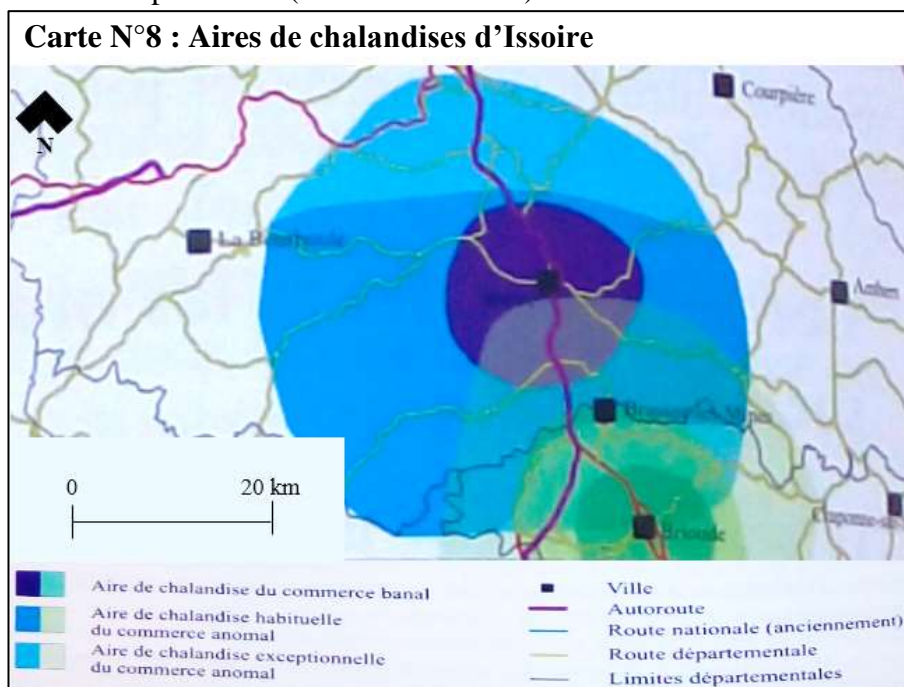 Carte N°8 : Aires de chalandises d'Issoire
Courpière
N
La Bourboule
Ambert
Brioude
0 20 km
Aire de chalandise du commerce banal
Aire de chalandise habituelle
du commerce anomal
Aire de chalandise exceptionnelle
du commerce anomal
Ville
Autoroute
Route nationale (anciennement)
Route départementale
Limites départementales